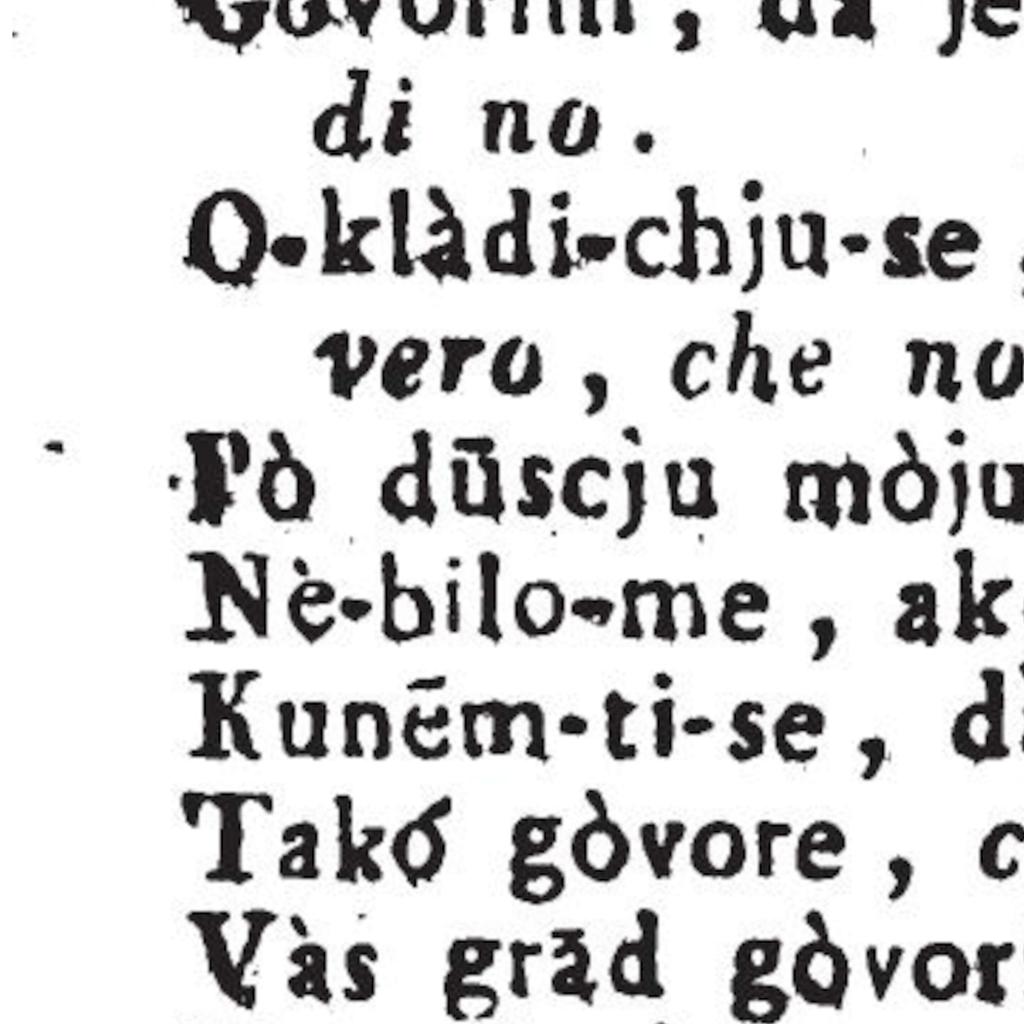 Govorim, da je
di no.
O-klàdi-chju-se
vero, che no
Pò dūscju mòju
Nè-bilo-me, ak
Kunēm-ti-se,
Takó gòvore,
Vàs grād gòvor